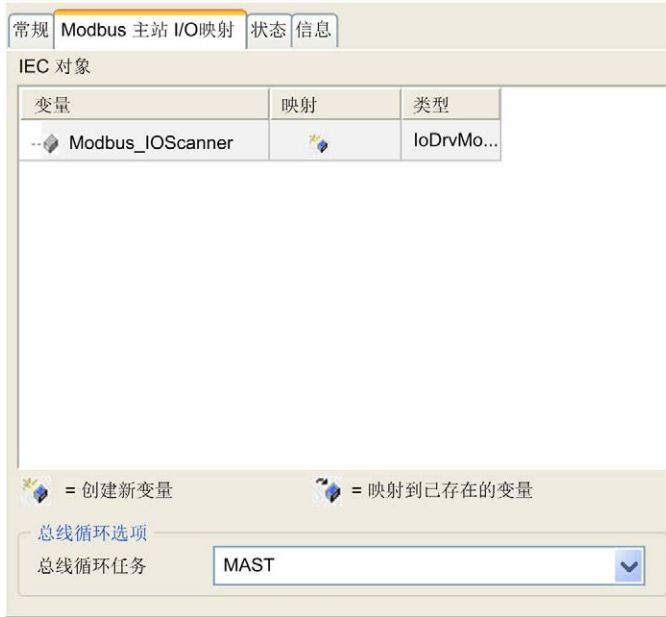 常规 Modbus 主站 I/O映射 状态 信息
IEC 对象
变量 映射 类型
Modbus_IOScanner IoDrvMo...
= 创建新变量 = 映射到已存在的变量
总线循环选项
总线循环任务 MAST